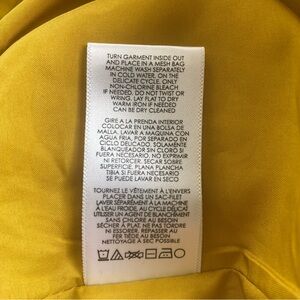 TURN GARMENT INSIDE OUT
AND PLACE IN A MESH BAG
MACHINE WASH SEPARATELY
IN COLD WATER, ON THE
DELICATE CYCLE. ONLY
NON-CHLORINE BLEACH
IF NEEDED. DO NOT TWIST OR
WRING. LAY FLAT TO DRY
WARM IRON IF NEEDED
CAN BE DRY CLEANED
GIRE A LA PRENDA INTERIOR
COLOCAR EN UNA BOLSA DE
MALLA. LAVAR A MAQUINA CON
AGUA FRIA, POR SEPARADO EN
CICLO DELICADO. SOLAMENTE
BLANQUEADOR SIN CLORO SI
FUERA NECESARIO. NO EXPRIMIR
NI RETORCER. SECAR SOBRE
SUPERFICIE. PLANA PLANCHA
TIBIA SI FUERA NECESARIO
SE PUEDE LAVAR EN SECO
TOURNEZ LE VÊTEMENT À L'ENVERS
PLACER DANS UN SAC-FILET
LAVER SÉPARÉMENT À LA MACHINE
À L'EAU FROIDE, AU CYCLE DÉLICAT
UTILISER UN AGENT DE BLANCHIMENT
SANS CHLORE AU BESOIN
SÉCHER À PLAT. NE PAS TORDRE
NI ESSORER. REPASSER AU
FER TIÈDE AU BESOIN
NETTOYAGE À SEC POSSIBLE